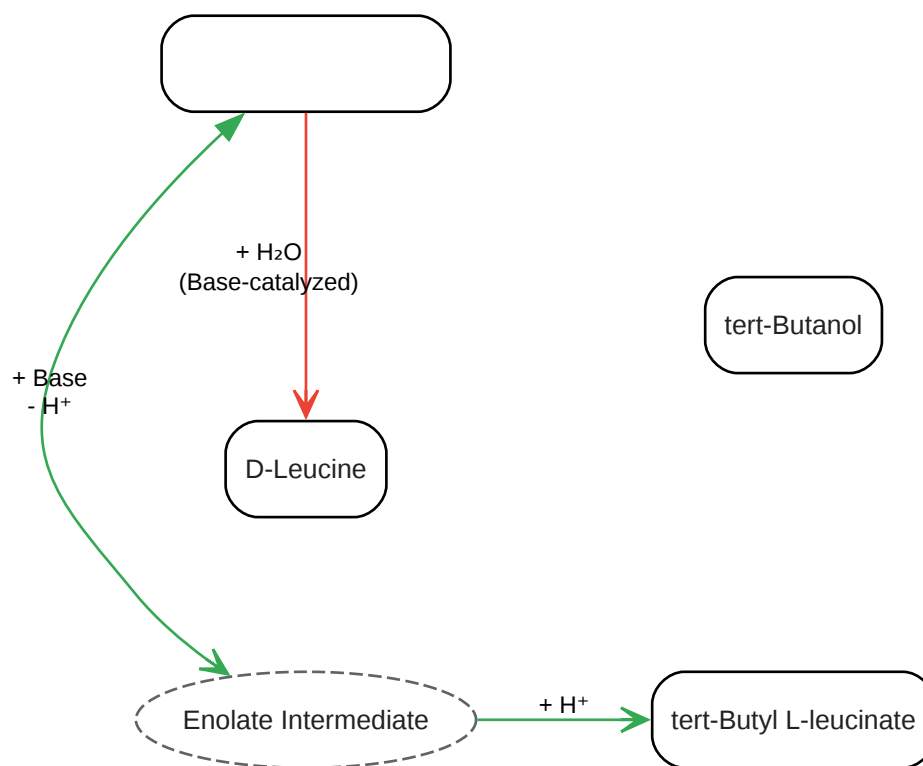 + H₂O
(Base-catalyzed)
tert-Butanol
+ Base
- H⁺
D-Leucine
Enolate Intermediate
+ H⁺
tert-Butyl L-leucinate